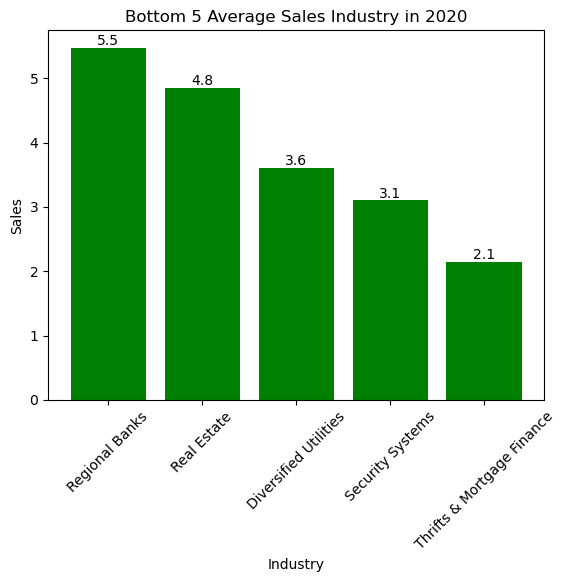 Bottom 5 Average Sales Industry in 2020
Sales
5
4
3
2
1
0
5.5
4.8
3.6
3.1
2.1
Regional Banks
Real Estate
Diversified Utilities
Security Systems
Thrifts & Mortgage Finance
Industry